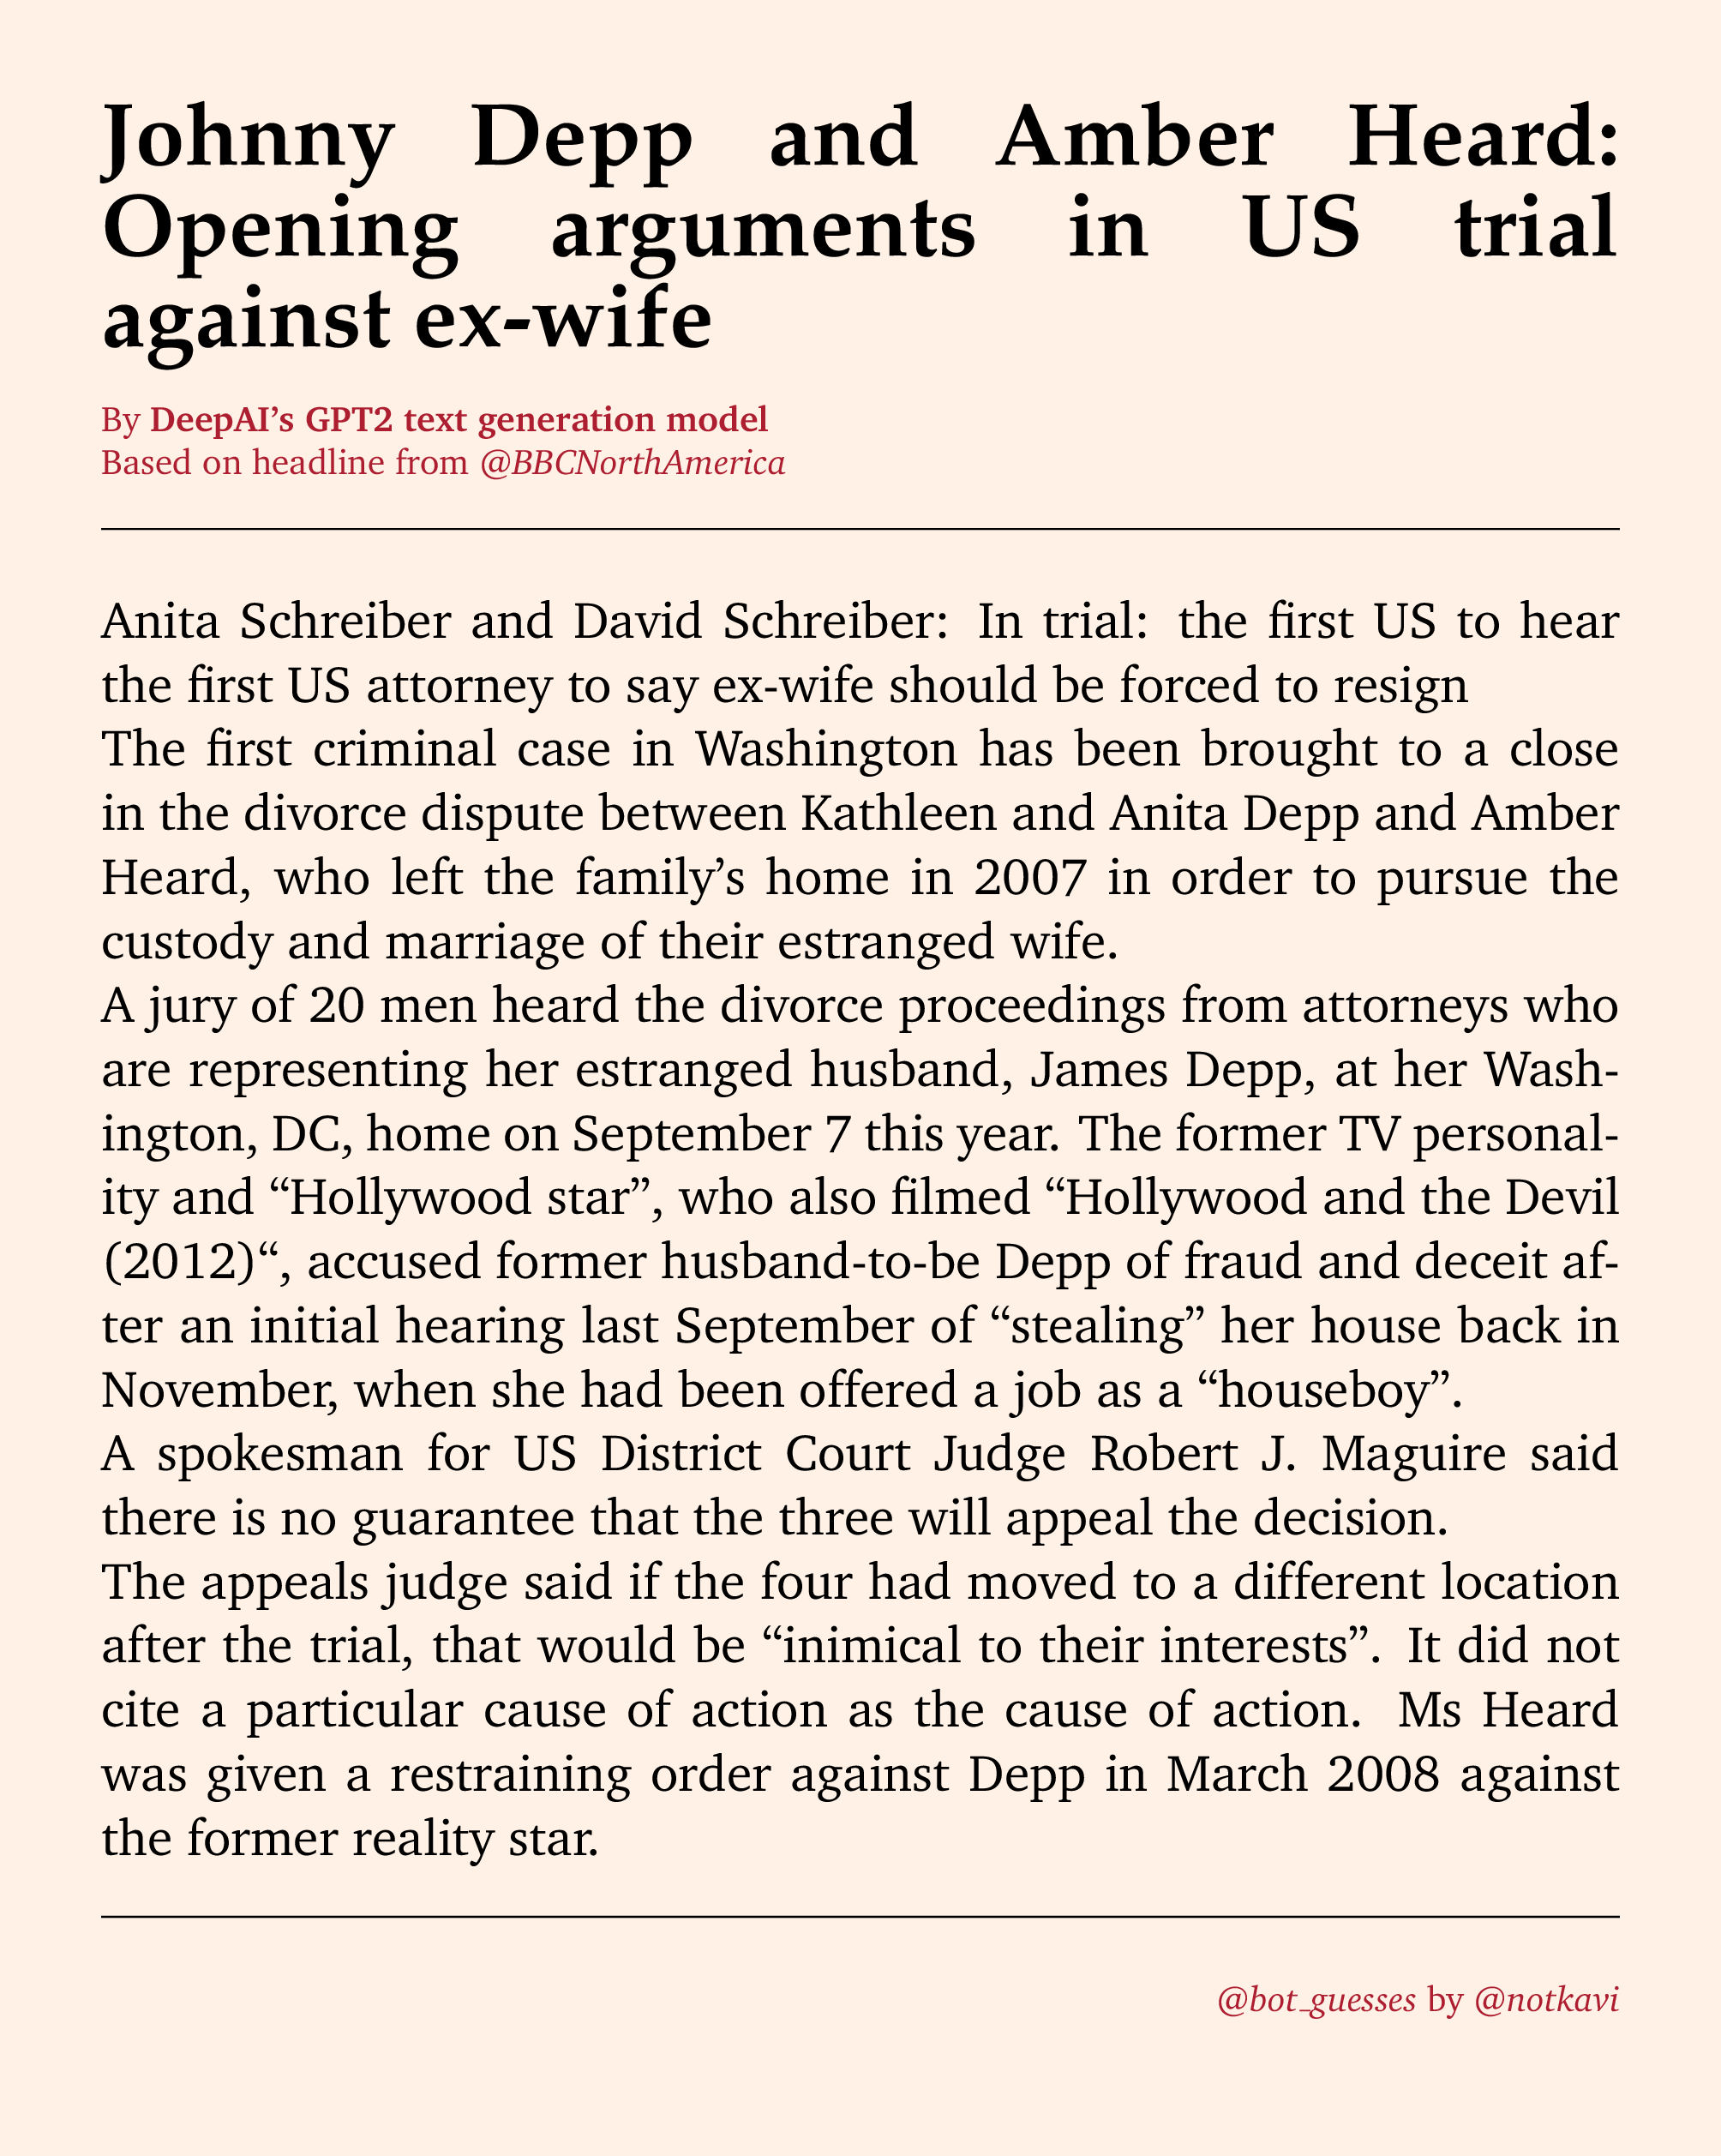 Johnny Depp and Amber Heard:
Opening arguments in US trial
against ex-wife
By DeepAI’s GPT2 text generation model
Based on headline from @BBCNorthAmerica
Anita Schreiber and David Schreiber: In trial: the first US to hear
the first US attorney to say ex-wife should be forced to resign
The first criminal case in Washington has been brought to a close
in the divorce dispute between Kathleen and Anita Depp and Amber
Heard, who left the family’s home in 2007 in order to pursue the
custody and marriage of their estranged wife.
A jury of 20 men heard the divorce proceedings from attorneys who
are representing her estranged husband, James Depp, at her Wash-
ington, DC, home on September 7 this year. The former TV personal-
ity and “Hollywood star”, who also filmed “Hollywood and the Devil
(2012)“, accused former husband-to-be Depp of fraud and deceit af-
ter an initial hearing last September of “stealing” her house back in
November, when she had been offered a job as a “houseboy”.
A spokesman for US District Court Judge Robert J. Maguire said
there is no guarantee that the three will appeal the decision.
The appeals judge said if the four had moved to a different location
after the trial, that would be “inimical to their interests”. It did not
cite a particular cause of action as the cause of action. Ms Heard
was given a restraining order against Depp in March 2008 against
the former reality star.
@bot_guesses by @notkavi